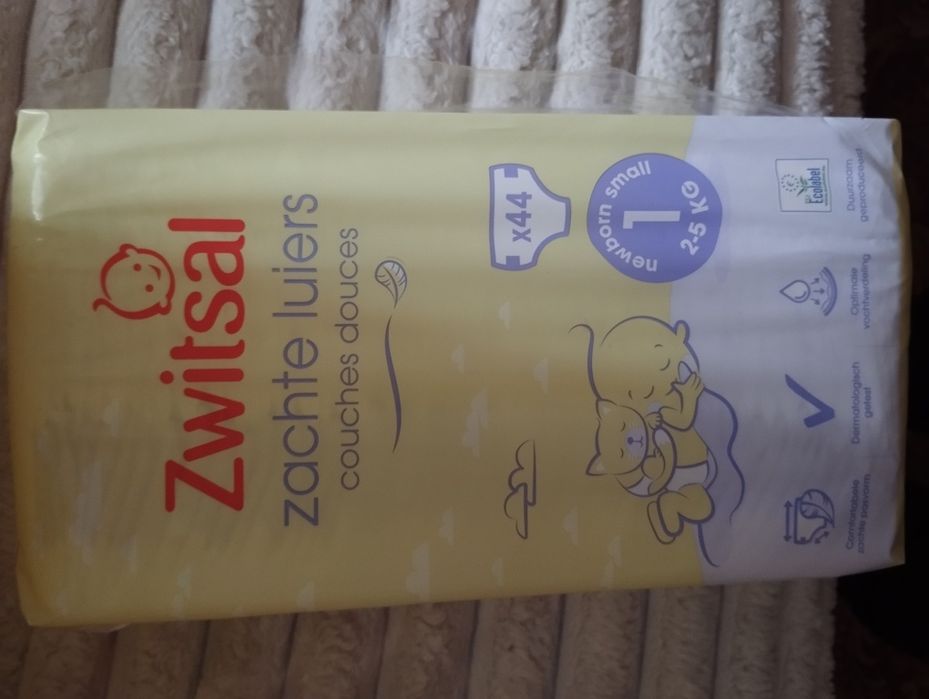 Zwitsal
zachte luiers
couches douces
x44
newborn small
1
2-5 KG
Comfortabele
zachte pasvorm
Dermatologisch
getest
Optimale
vochtverdeling
EU
Ecolabel
Duurzaam
geproduceerd